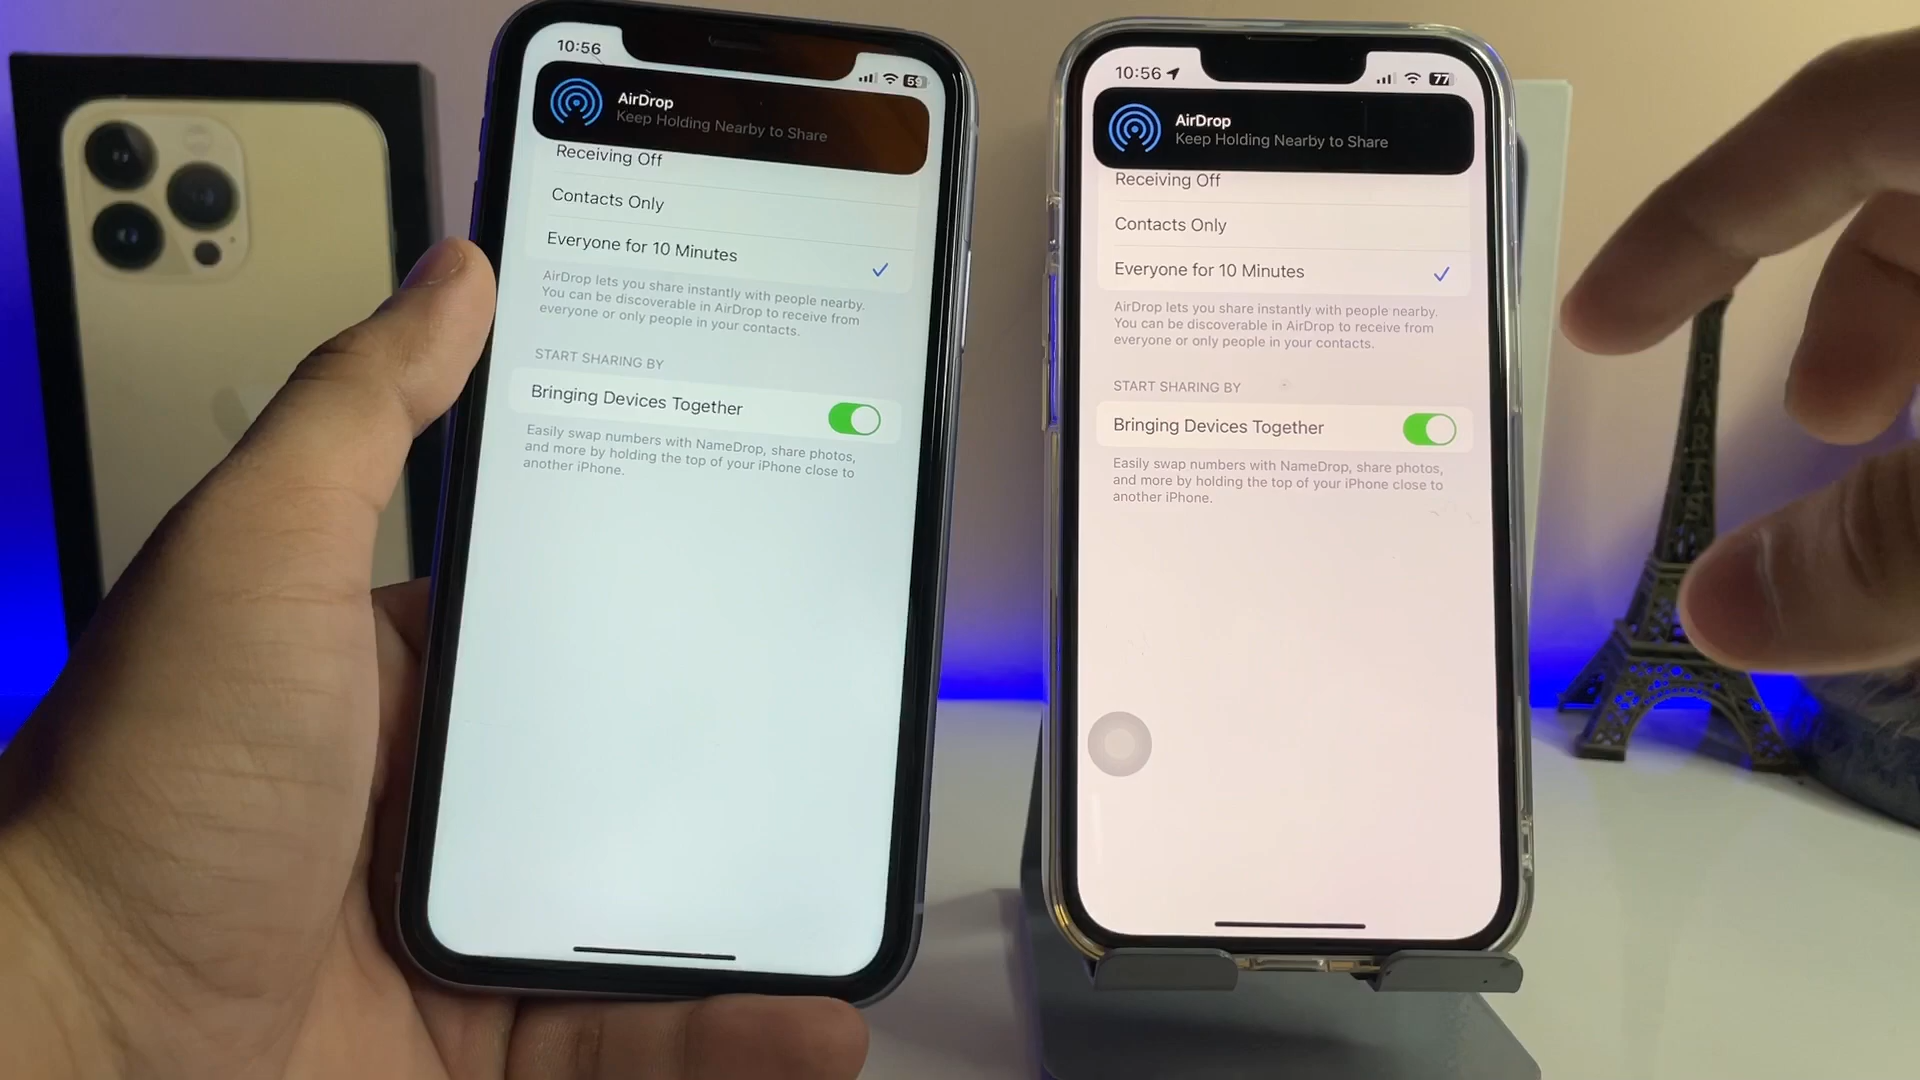 10:56
59
AirDrop
Keep Holding Nearby to Share
Receiving Off
Contacts Only
Everyone for 10 Minutes
AirDrop lets you share instantly with people nearby.
You can be discoverable in AirDrop to receive from
everyone or only people in your contacts.
START SHARING BY
Bringing Devices Together
Easily swap numbers with NameDrop, share photos,
and more by holding the top of your iPhone close to
another iPhone.
10:56
77
AirDrop
Keep Holding Nearby to Share
Receiving Off
Contacts Only
Everyone for 10 Minutes
AirDrop lets you share instantly with people nearby.
You can be discoverable in AirDrop to receive from
everyone or only people in your contacts.
START SHARING BY
Bringing Devices Together
Easily swap numbers with NameDrop, share photos,
and more by holding the top of your iPhone close to
another iPhone.
PARTS